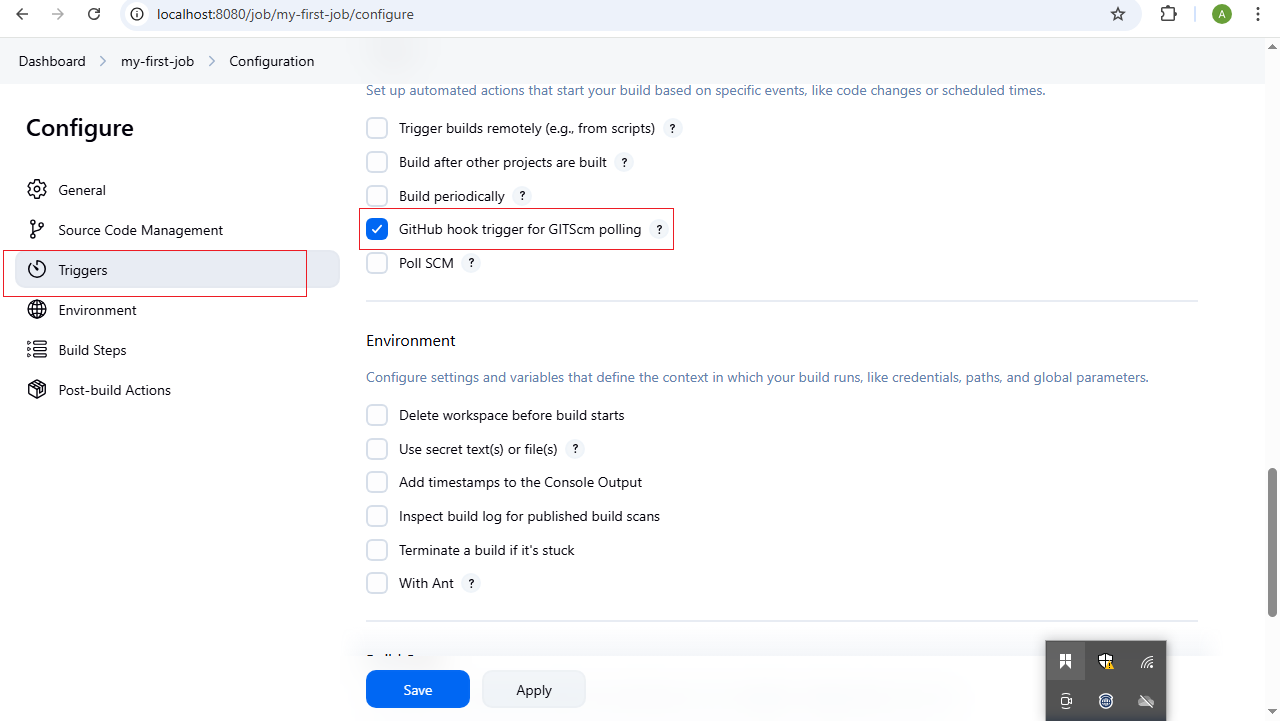 localhost:8080/job/my-first-job/configure
A
Dashboard > my-first-job > Configuration
Set up automated actions that start your build based on specific events, like code changes or scheduled times.
Configure
Trigger builds remotely (e.g., from scripts) ?
Build after other projects are built ?
General
Build periodically ?
Source Code Management
GitHub hook trigger for GITScm polling ?
Triggers
Poll SCM ?
Environment
Environment
Build Steps
Configure settings and variables that define the context in which your build runs, like credentials, paths, and global parameters.
Post-build Actions
Delete workspace before build starts
Use secret text(s) or file(s) ?
Add timestamps to the Console Output
Inspect build log for published build scans
Terminate a build if it's stuck
With Ant ?
Save
Apply